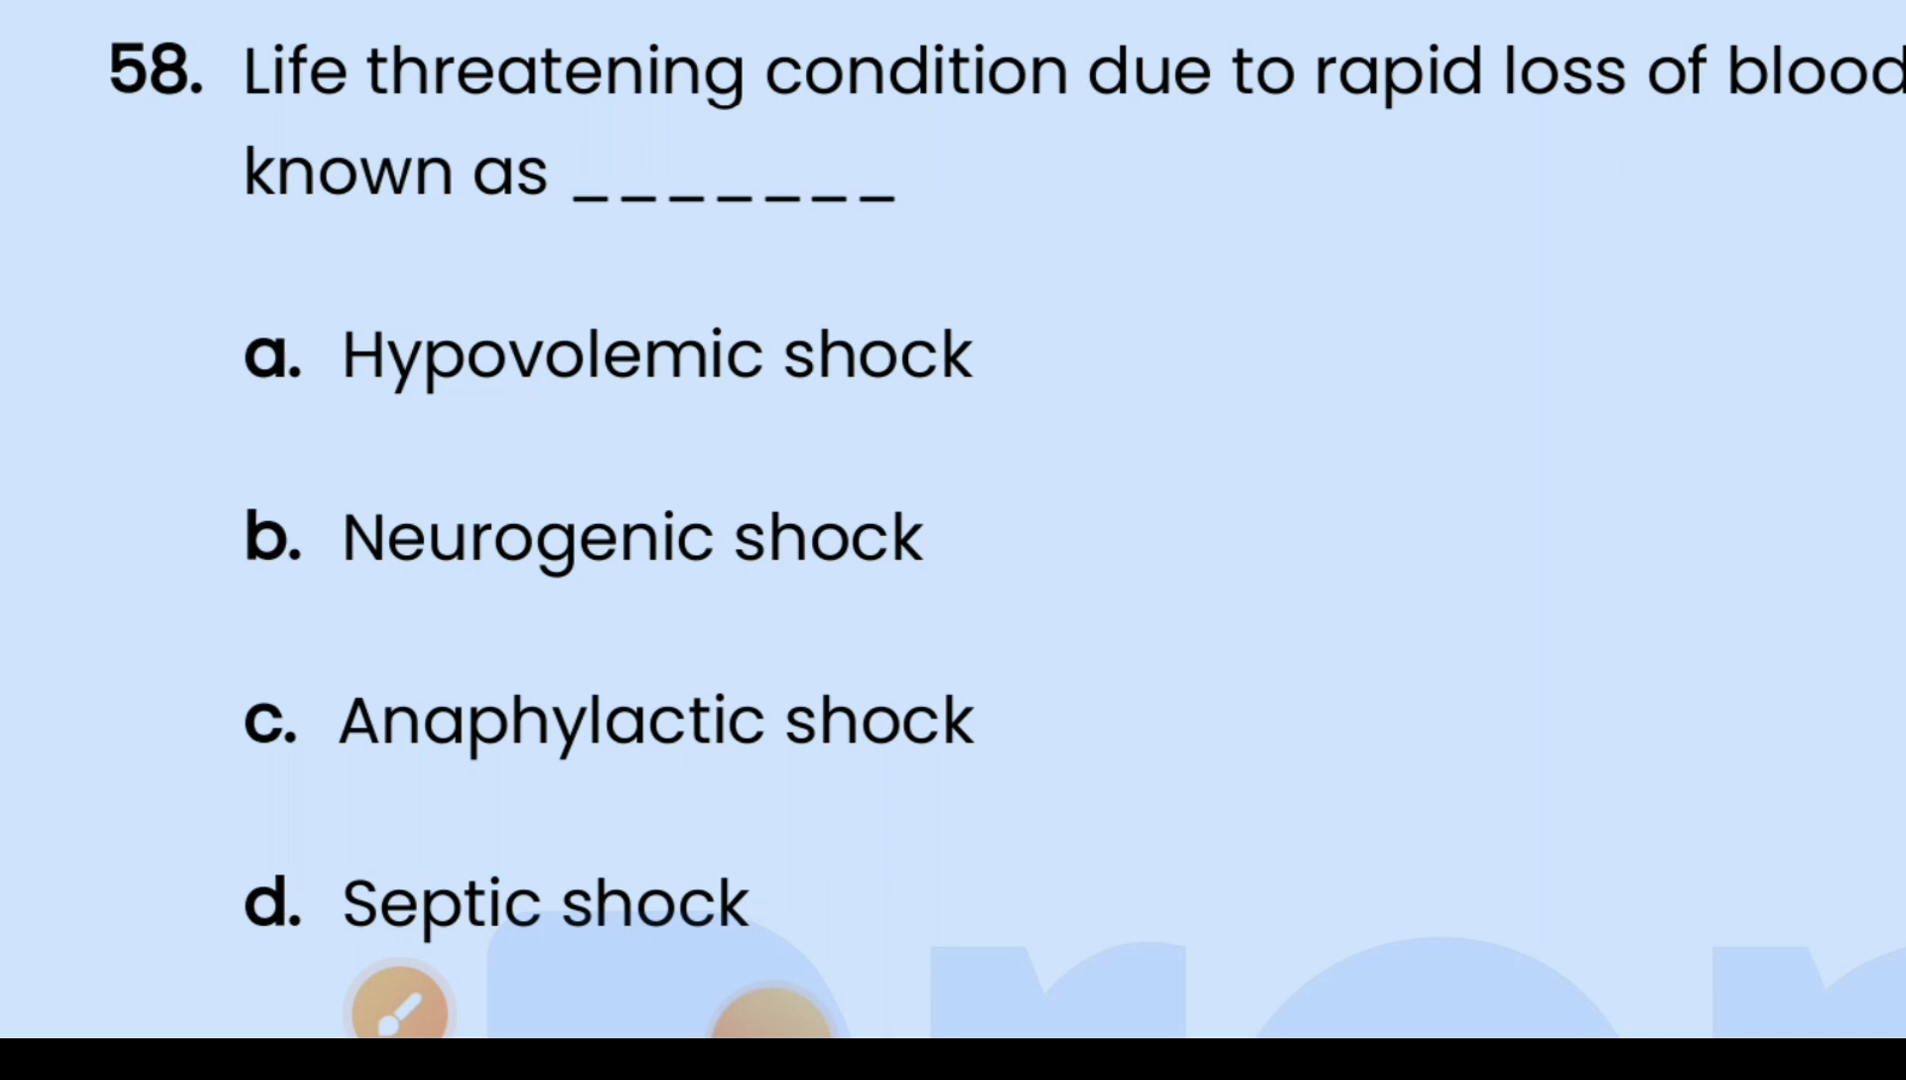 58. Life threatening condition due to rapid loss of blood
known as _______
a. Hypovolemic shock
b. Neurogenic shock
c. Anaphylactic shock
d. Septic shock